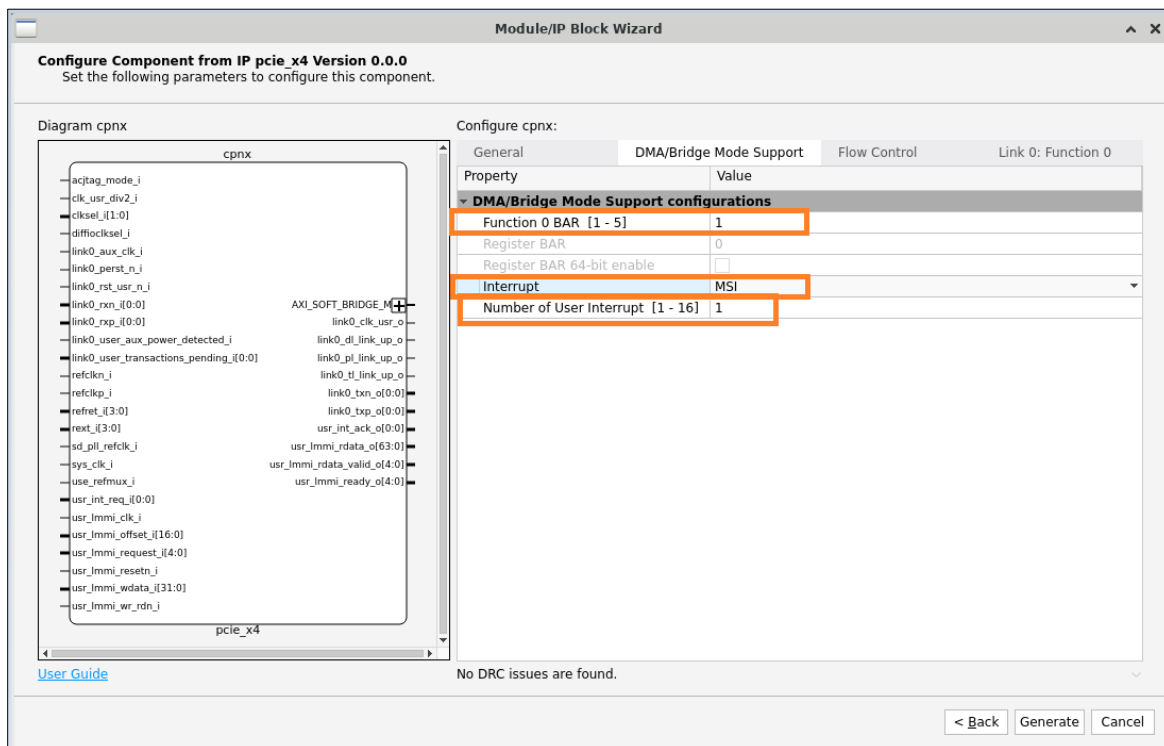 Module/IP Block Wizard
Configure Component from IP pcie_x4 Version 0.0.0
Set the following parameters to configure this component.
Diagram cpnx
cpnx
acjtag_mode_i
clk_usr_div2_i
clksel_i[1:0]
diffioclksel_i
link0_aux_clk_i
link0_perst_n_i
link0_rst_usr_n_i
link0_rxn_i[0:0]
link0_rxp_i[0:0]
link0_user_aux_power_detected_i
link0_user_transactions_pending_i[0:0]
refclkn_i
refclkp_i
refret_i[3:0]
rext_i[3:0]
sd_pll_refclk_i
sys_clk_i
use_refmux_i
usr_int_req_i[0:0]
usr_lmmi_clk_i
usr_lmmi_offset_i[16:0]
usr_lmmi_request_i[4:0]
usr_lmmi_resetn_i
usr_lmmi_wdata_i[31:0]
usr_lmmi_wr_rdn_i
AXI_SOFT_BRIDGE_M
link0_clk_usr_o
link0_dl_link_up_o
link0_pl_link_up_o
link0_tl_link_up_o
link0_txn_o[0:0]
link0_txp_o[0:0]
usr_int_ack_o[0:0]
usr_lmmi_rdata_o[63:0]
usr_lmmi_rdata_valid_o[4:0]
usr_lmmi_ready_o[4:0]
pcie_x4
User Guide
Configure cpnx:
General DMA/Bridge Mode Support Flow Control Link 0: Function 0
Property Value
DMA/Bridge Mode Support configurations
Function 0 BAR [1 - 5] 1
Register BAR 0
Register BAR 64-bit enable
Interrupt MSI
Number of User Interrupt [1 - 16] 1
No DRC issues are found.
< Back Generate Cancel